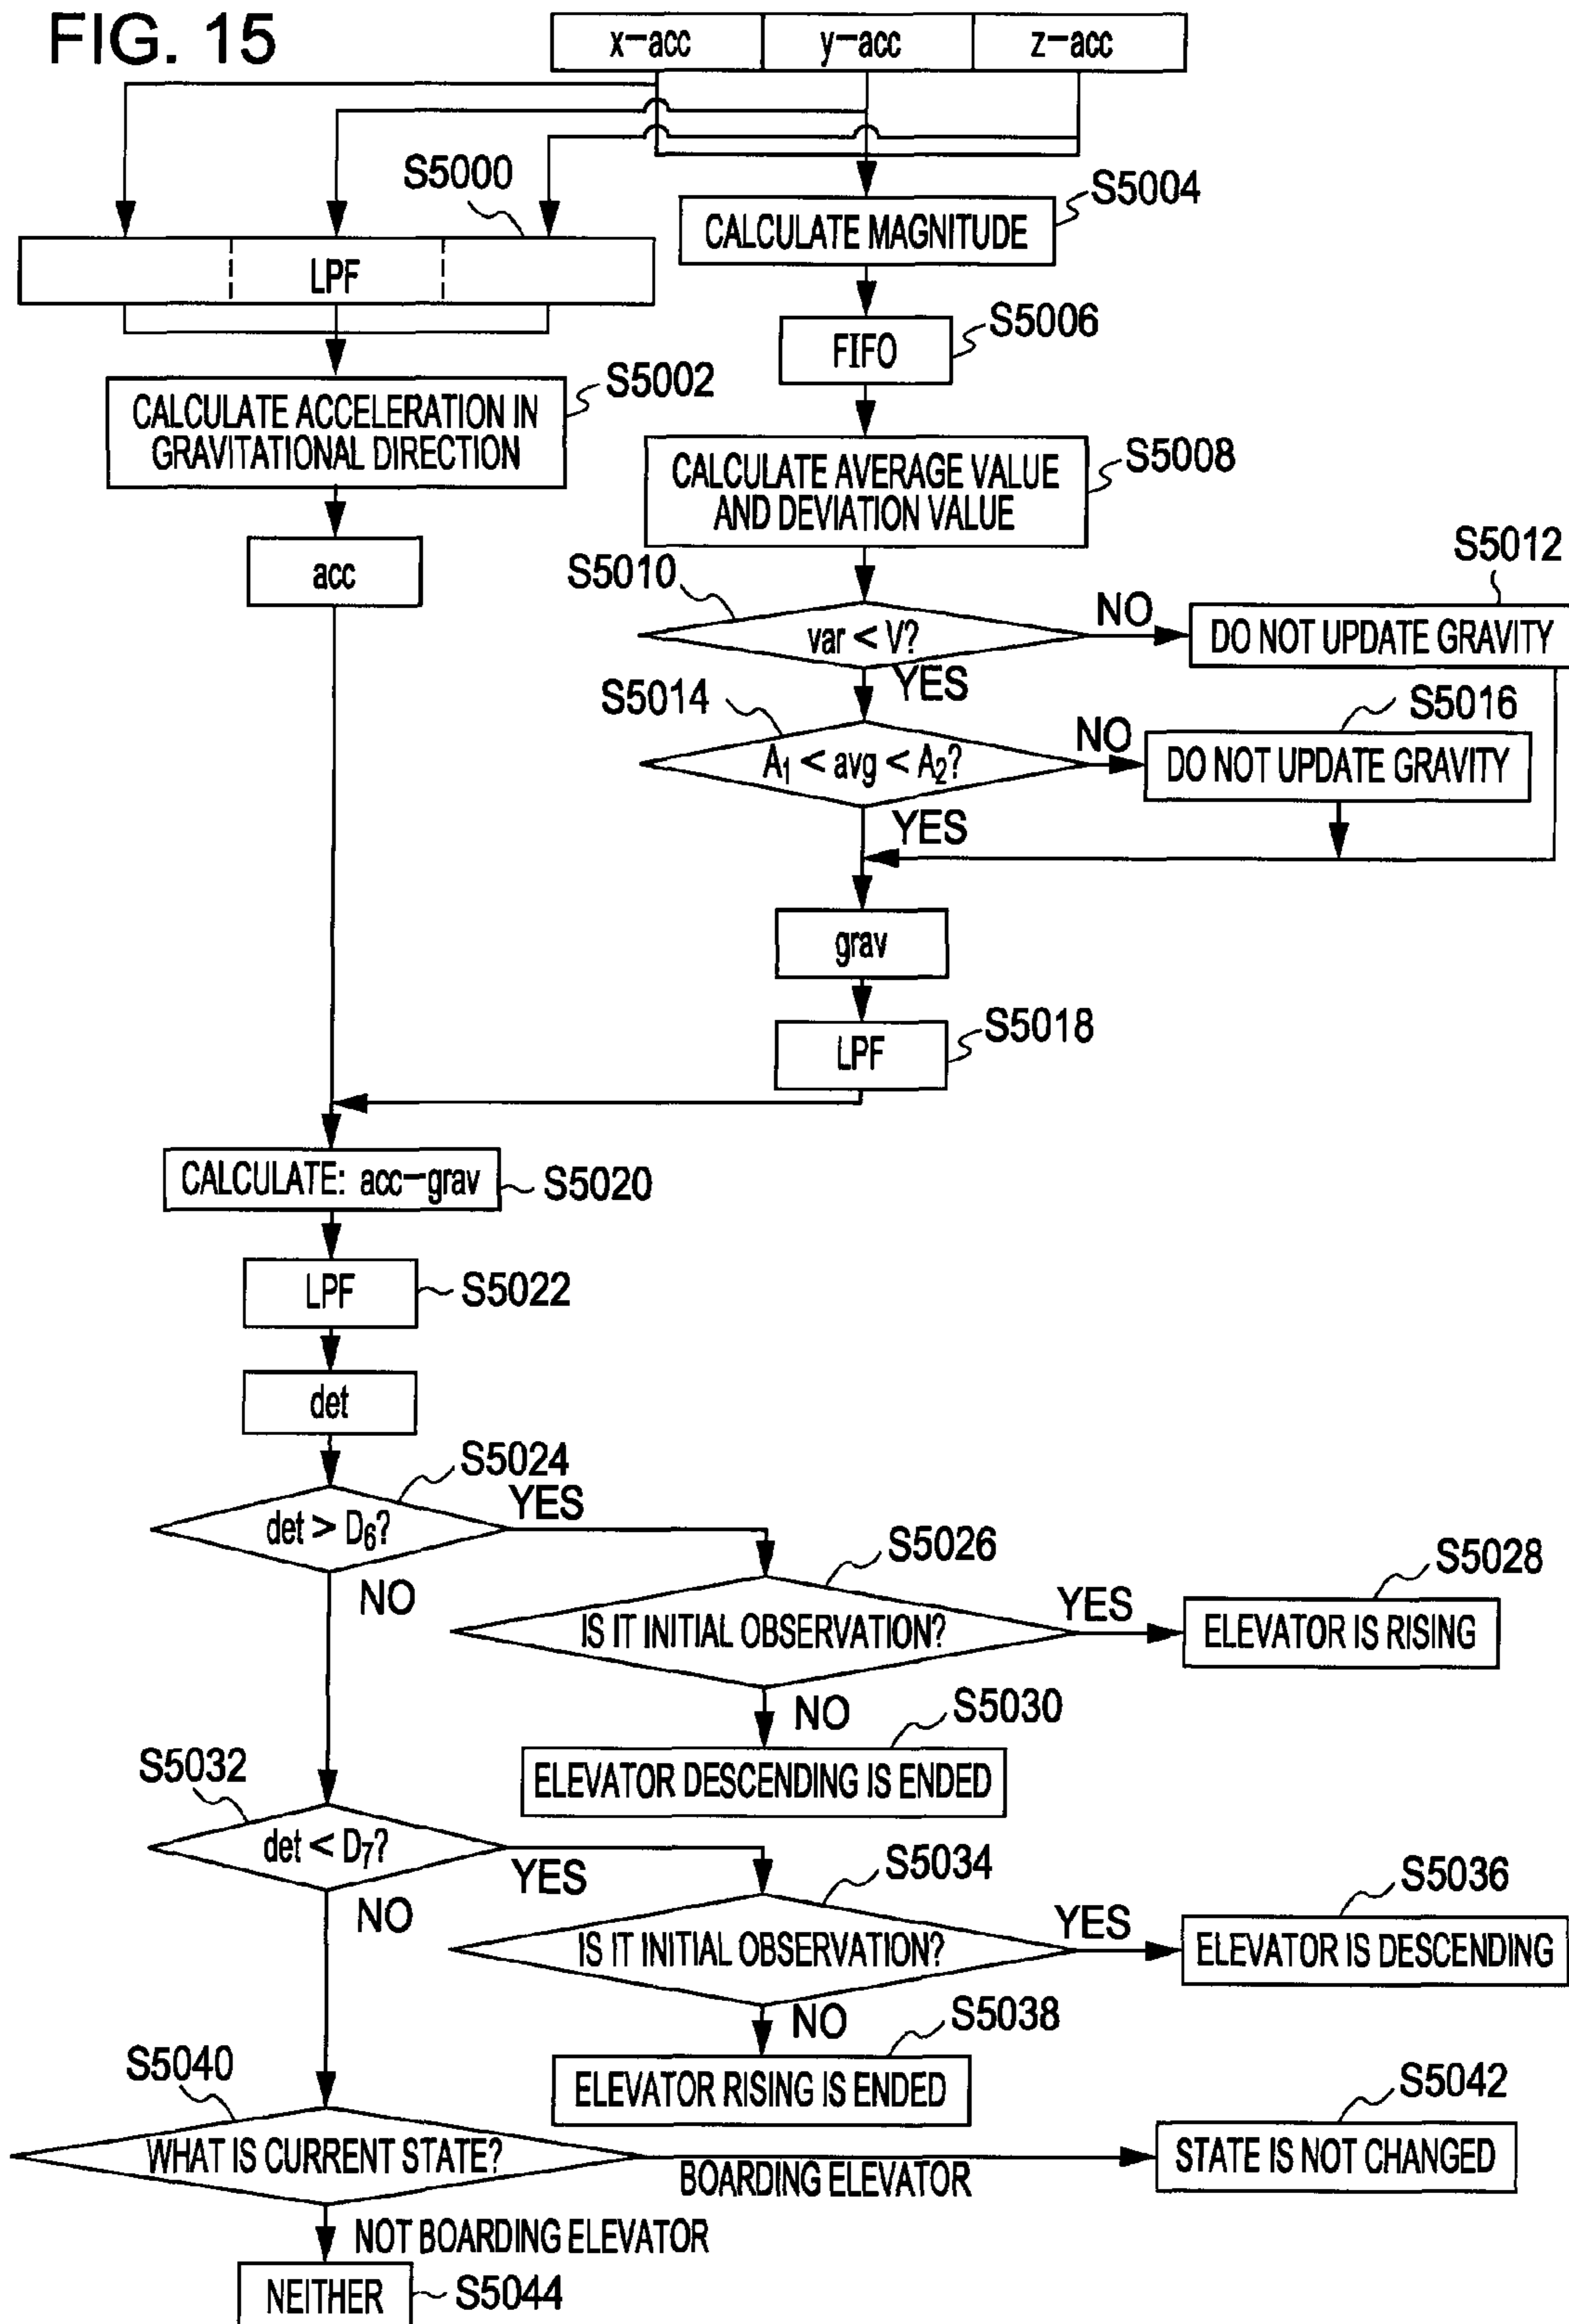 FIG. 15
x-acc y-acc z-acc
S5000
S5004
CALCULATE MAGNITUDE
LPF
S5006
FIFO
S5002
CALCULATE ACCELERATION IN
GRAVITATIONAL DIRECTION
S5008
CALCULATE AVERAGE VALUE
AND DEVIATION VALUE
acc
S5010
var < V?
NO
S5012
DO NOT UPDATE GRAVITY
YES
S5014
A1 < avg < A2?
NO
S5016
DO NOT UPDATE GRAVITY
YES
grav
S5018
LPF
CALCULATE: acc-grav
S5020
LPF
S5022
det
S5024
det > D6?
YES
NO
S5026
IS IT INITIAL OBSERVATION?
YES
S5028
ELEVATOR IS RISING
NO
S5030
ELEVATOR DESCENDING IS ENDED
S5032
det < D7?
YES
NO
S5034
IS IT INITIAL OBSERVATION?
YES
S5036
ELEVATOR IS DESCENDING
NO
S5038
ELEVATOR RISING IS ENDED
S5040
WHAT IS CURRENT STATE?
BOARDING ELEVATOR
S5042
STATE IS NOT CHANGED
NOT BOARDING ELEVATOR
NEITHER
S5044